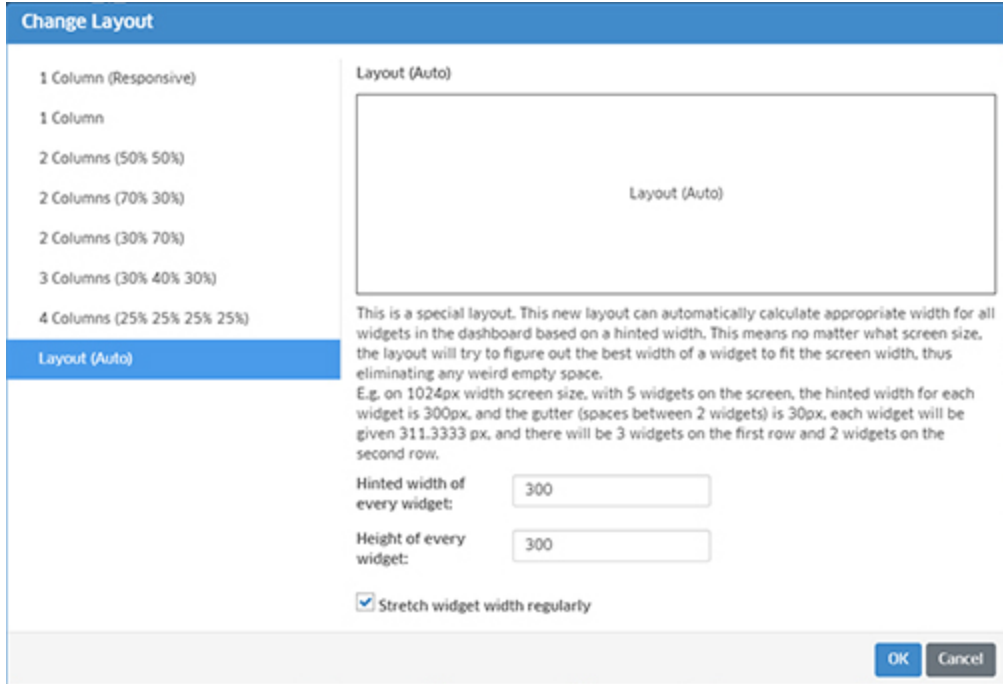 Change Layout
1 Column (Responsive)
1 Column
2 Columns (50% 50%)
2 Columns (70% 30%)
2 Columns (30% 70%)
3 Columns (30% 40% 30%)
4 Columns (25% 25% 25% 25%)
Layout (Auto)
Layout (Auto)
Layout (Auto)
This is a special layout. This new layout can automatically calculate appropriate width for all
widgets in the dashboard based on a hinted width. This means no matter what screen size,
the layout will try to figure out the best width of a widget to fit the screen width, thus
eliminating any weird empty space.
E.g. on 1024px width screen size, with 5 widgets on the screen, the hinted width for each
widget is 300px, and the gutter (spaces between 2 widgets) is 30px, each widget will be
given 311.3333 px, and there will be 3 widgets on the first row and 2 widgets on the
second row.
Hinted width of
every widget:
300
Height of every
widget:
300
Stretch widget width regularly
OK
Cancel